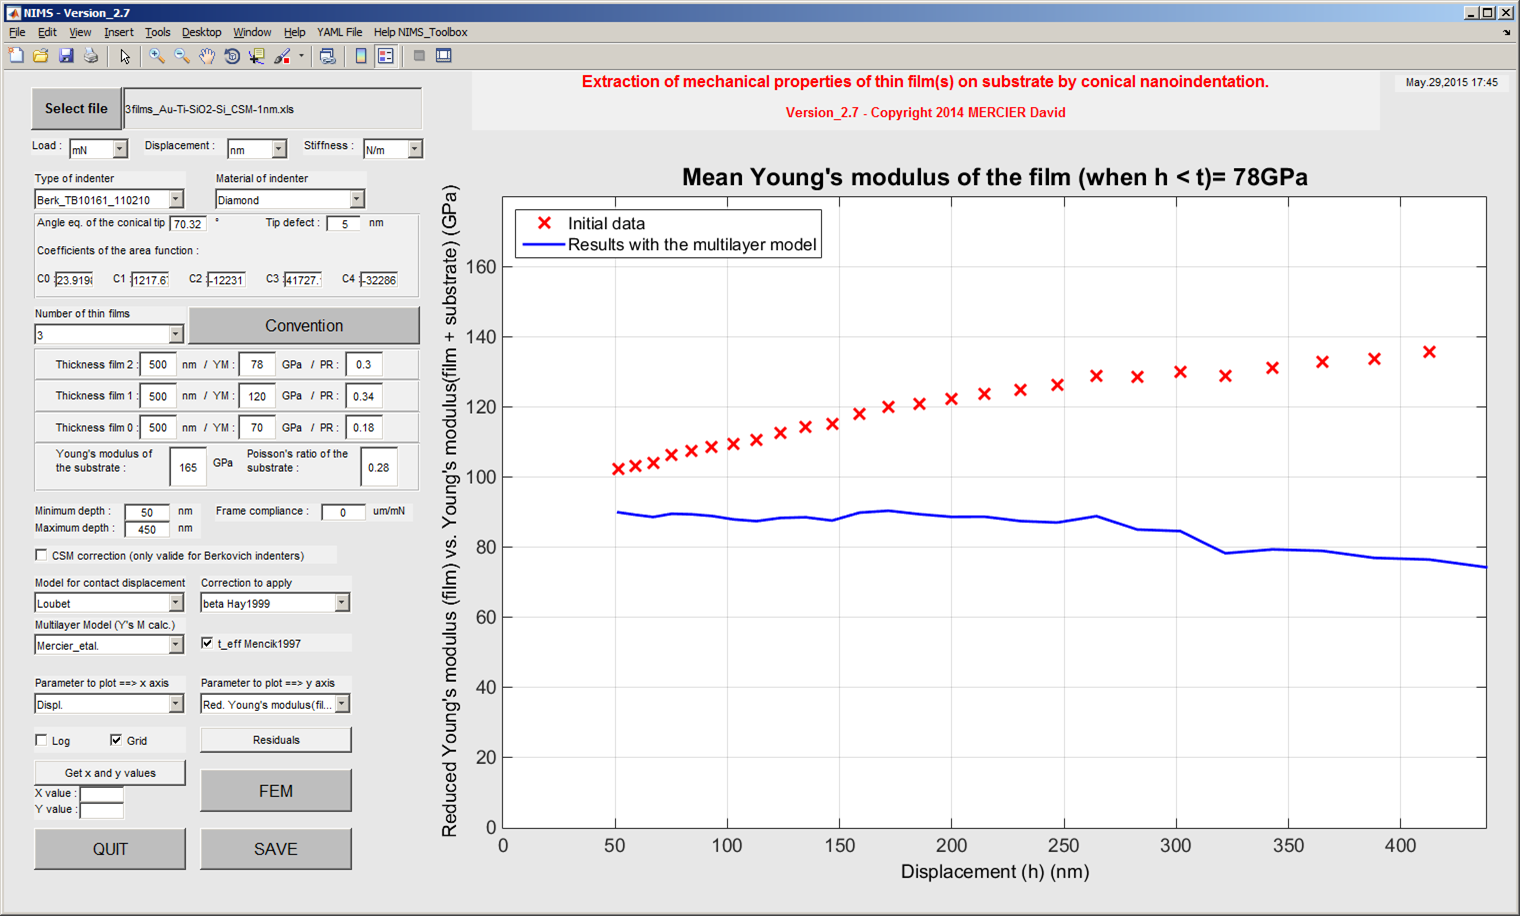 NIMS - Version_2.7
File Edit View Insert Tools Desktop Window Help YAML File Help NIMS_Toolbox
Extraction of mechanical properties of thin film(s) on substrate by conical nanoindentation.
May.29,2015 17:45
Version_2.7 - Copyright 2014 MERCIER David
Select file 3films_Au-Ti-SiO2-Si_CSM-1nm.xls
Load : mN Displacement : nm Stiffness : N/m
Type of indenter Material of indenter
Berk_TB10161_110210 Diamond
Angle eq. of the conical tip 70.32 ° Tip defect : 5 nm
Coefficients of the area function :
C0 : 23.919 C1 : 1217.6 C2 : -12231 C3 : 41727. C4 : -32286
Number of thin films
3
Convention
Thickness film 2 : 500 nm / YM : 78 GPa / PR : 0.3
Thickness film 1 : 500 nm / YM : 120 GPa / PR : 0.34
Thickness film 0 : 500 nm / YM : 70 GPa / PR : 0.18
Young's modulus of the substrate : 165 GPa Poisson's ratio of the substrate : 0.28
Minimum depth : 50 nm Frame compliance : 0 um/mN
Maximum depth : 450 nm
CSM correction (only valide for Berkovich indenters)
Model for contact displacement Correction to apply
Loubet beta Hay1999
Multilayer Model (Y's M calc.)
Mercier_etal. t_eff Mencik1997
Parameter to plot ==> x axis Parameter to plot ==> y axis
Displ. Red. Young's modulus(fil...
Log Grid Residuals
Get x and y values
X value :
Y value :
FEM
QUIT SAVE
Mean Young's modulus of the film (when h < t)= 78GPa
Initial data
Results with the multilayer model
Reduced Young's modulus (film) vs. Young's modulus(film + substrate) (GPa)
160
140
120
100
80
60
40
20
0
0 50 100 150 200 250 300 350 400
Displacement (h) (nm)